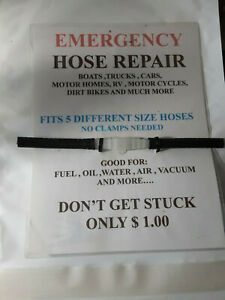 EMERGENCY
HOSE REPAIR
BOATS ,TRUCKS , CARS,
MOTOR HOMES, RV , MOTOR CYCLES,
DIRT BIKES AND MUCH MORE
FITS 5 DIFFERENT SIZE HOSES
NO CLAMPS NEEDED
GOOD FOR:
FUEL , OIL ,WATER , AIR , VACUUM
AND MORE....
DON'T GET STUCK
ONLY $ 1.00